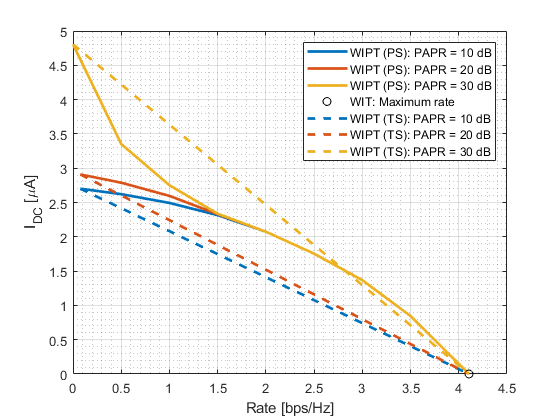 5
4.5
4
3.5
3
2.5
2
1.5
1
0.5
0
I_DC [μA]
WIPT (PS): PAPR = 10 dB
WIPT (PS): PAPR = 20 dB
WIPT (PS): PAPR = 30 dB
WIT: Maximum rate
WIPT (TS): PAPR = 10 dB
WIPT (TS): PAPR = 20 dB
WIPT (TS): PAPR = 30 dB
0 0.5 1 1.5 2 2.5 3 3.5 4 4.5
Rate [bps/Hz]